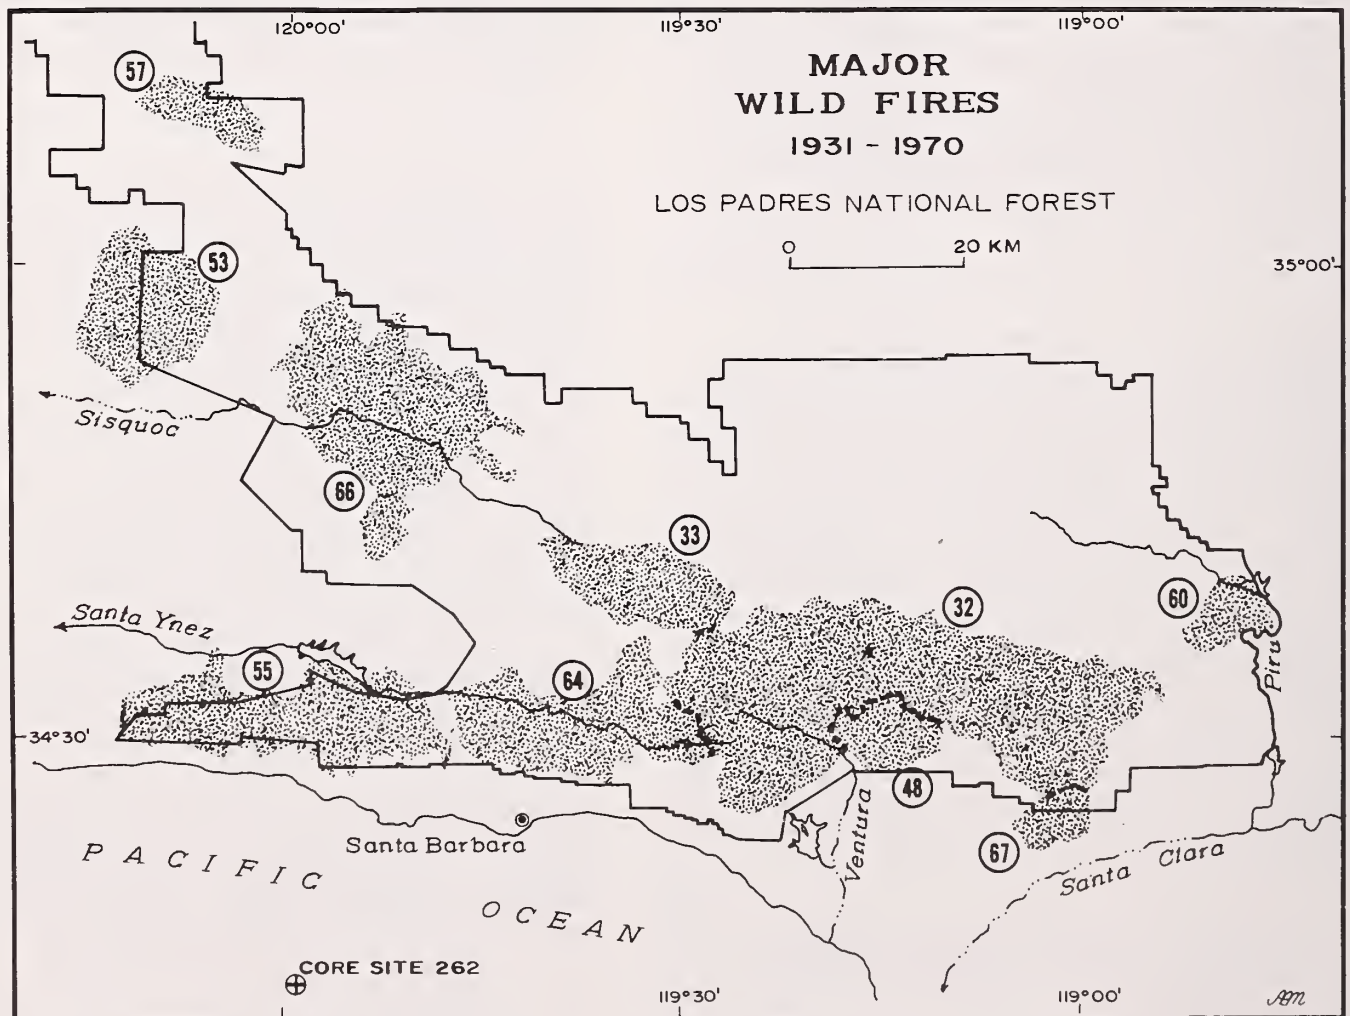 120°00'
119°30'
119°00'
MAJOR
WILD FIRES
1931 - 1970
LOS PADRES NATIONAL FOREST
0 20 KM
35°00'
57
53
Sisquoc
66
33
32
60
Santa Ynez
55
64
Piru
34°30'
48
Santa Barbara
Ventura
67
Santa Clara
PACIFIC
OCEAN
CORE SITE 262
119°30'
119°00'